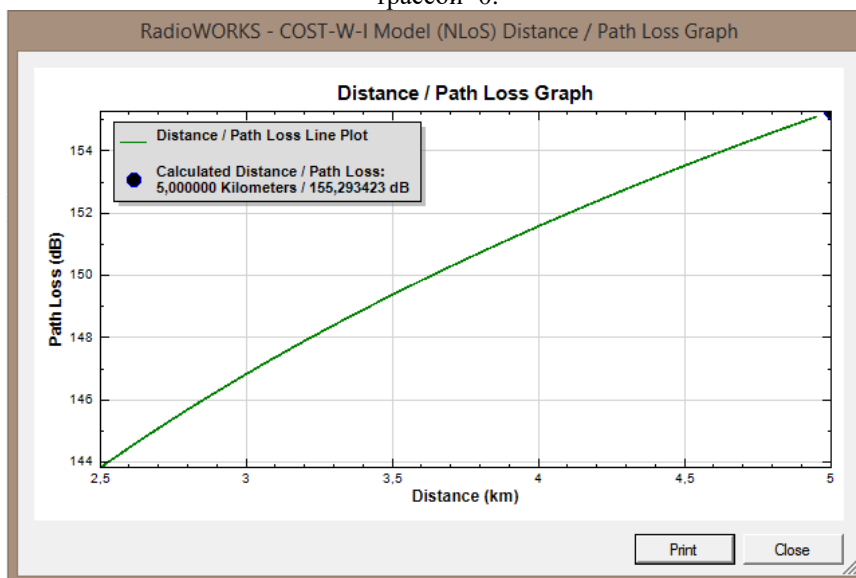 трассой -6.
RadioWORKS - COST-W-I Model (NLoS) Distance / Path Loss Graph
Distance / Path Loss Graph
Distance / Path Loss Line Plot
Calculated Distance / Path Loss:
5,000000 Kilometers / 155,293423 dB
Path Loss (dB)
154
152
150
148
146
144
2,5
3
3,5
4
4,5
5
Distance (km)
Print
Close